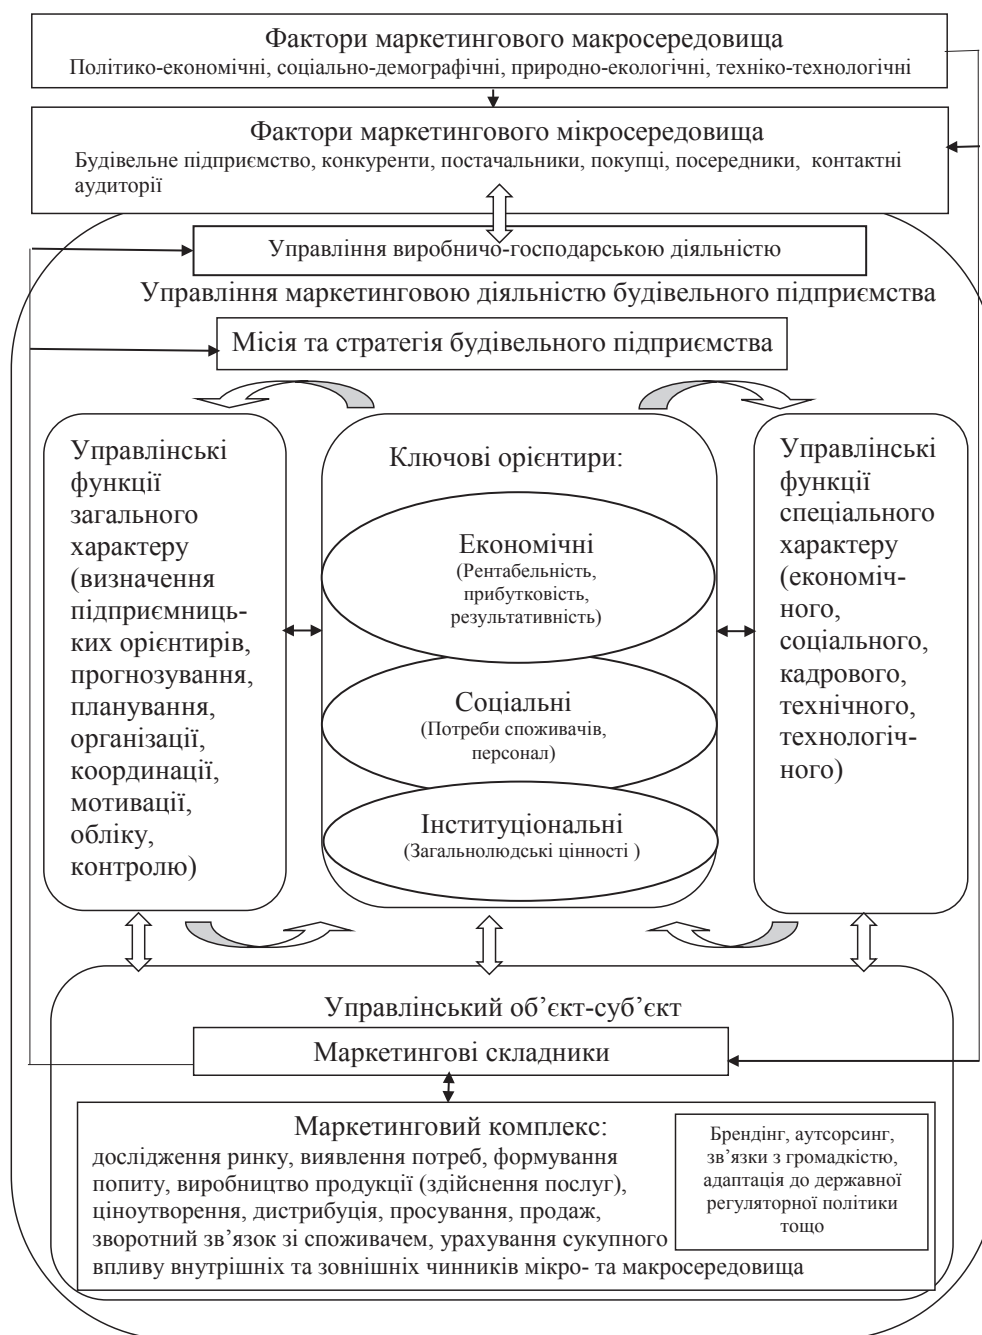 Фактори маркетингового макросередовища
Політико-економічні, соціально-демографічні, природно-екологічні, техніко-технологічні
Фактори маркетингового мікросередовища
Будівельне підприємство, конкуренти, постачальники, покупці, посередники, контактні
аудиторії
Управління виробничо-господарською діяльністю
Управління маркетинговою діяльністю будівельного підприємства
Місія та стратегія будівельного підприємства
Управлінські
функції
загального
характеру
(визначення
підприємниць-
ких орієнтирів,
прогнозування,
планування,
організації,
координації,
мотивації,
обліку,
контролю)
Ключові орієнтири:
Економічні
(Рентабельність,
прибутковість,
результативність)
Соціальні
(Потреби споживачів,
персонал)
Інституціональні
(Загальнолюдські цінності )
Управлінські
функції
спеціального
характеру
(економіч-
ного,
соціального,
кадрового,
технічного,
технологіч-
ного)
Управлінський об’єкт-суб’єкт
Маркетингові складники
Маркетинговий комплекс:
дослідження ринку, виявлення потреб, формування
попиту, виробництво продукції (здійснення послуг),
ціноутворення, дистрибуція, просування, продаж,
зворотний зв’язок зі споживачем, урахування сукупного
впливу внутрішніх та зовнішніх чинників мікро- та макросередовища
Брендінг, аутсорсинг,
зв’язки з громадкістю,
адаптація до державної
регуляторної політики
тощо